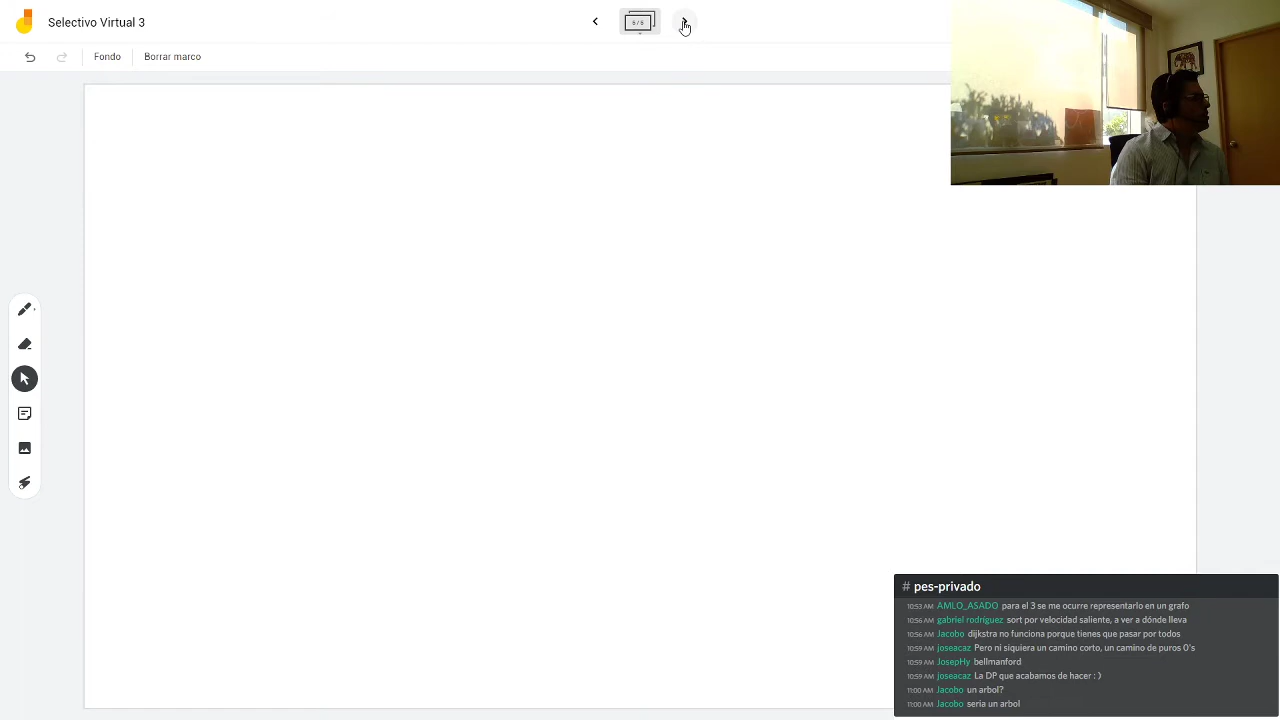 Selectivo Virtual 3
Fondo
Borrar marco
# pes-privado
10:53 AM AMLO_ASADO para el 3 se me ocurre representarlo en un grafo
10:56 AM gabriel rodríguez sort por velocidad saliente, a ver a dónde lleva
10:56 AM Jacobo dijkstra no funciona porque tienes que pasar por todos
10:59 AM joseacaz Pero ni siquiera un camino corto, un camino de puros 0's
10:59 AM JosepHy bellmanford
10:59 AM joseacaz La DP que acabamos de hacer : )
11:00 AM Jacobo un arbol?
11:00 AM Jacobo seria un arbol